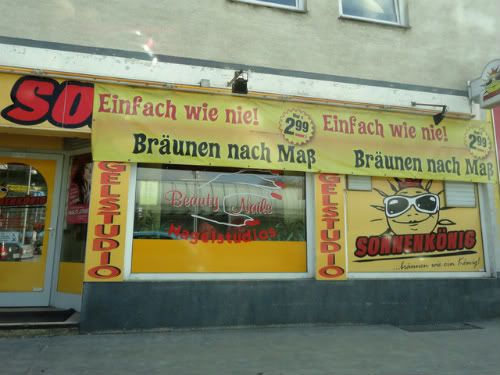 SO
Einfach wie nie!
2.99
Bräunen nach Maß
Einfach wie nie!
2.99
Bräunen nach Maß
GELSTUDIO
Beauty Nails
Nagelstudios
GELSTUDIO
SONNENKÖNIG
...bräunen wie ein König!